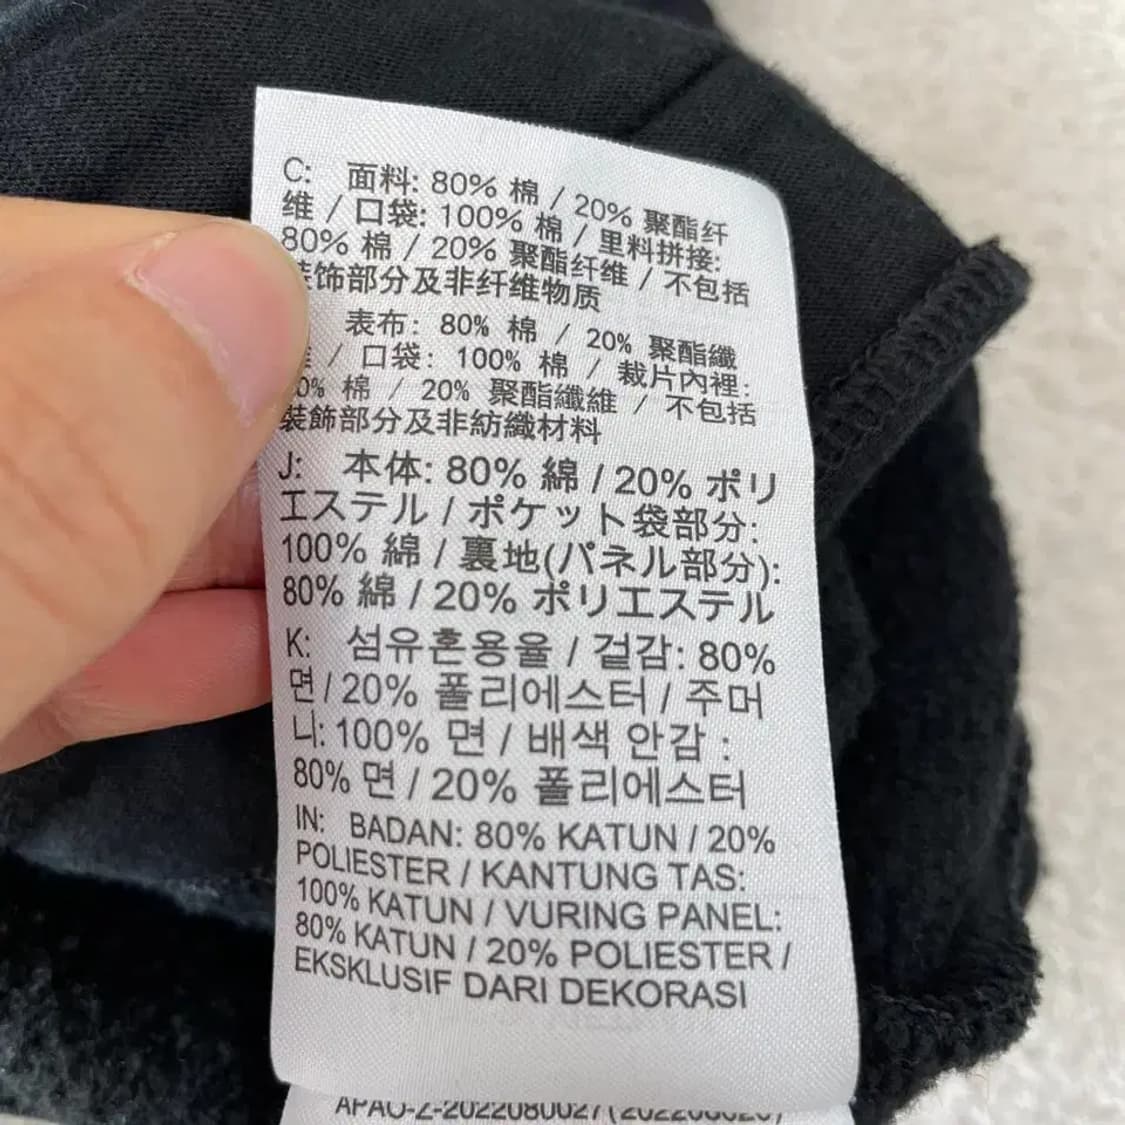 C: 面料: 80% 棉 / 20% 聚酯纤
维 / 口袋: 100% 棉 / 里料拼接:
80% 棉 / 20% 聚酯纤维 / 不包括
饰部分及非纤维物质
表布: 80% 棉 / 20% 聚酯纖
/ 口袋: 100% 棉 / 裁片內裡:
0% 棉 / 20% 聚酯纖維 / 不包括
裝飾部分及非紡織材料
J: 本体: 80% 綿 / 20% ポリ
エステル / ポケット袋部分:
100% 綿 / 裏地(パネル部分):
80% 綿 / 20% ポリエステル
K: 섬유혼용율 / 겉감: 80%
면 / 20% 폴리에스터 / 주머
니: 100% 면 / 배색 안감 :
80% 면 / 20% 폴리에스터
IN: BADAN: 80% KATUN / 20%
POLIESTER / KANTUNG TAS:
100% KATUN / VURING PANEL:
80% KATUN / 20% POLIESTER /
EKSKLUSIF DARI DEKORASI